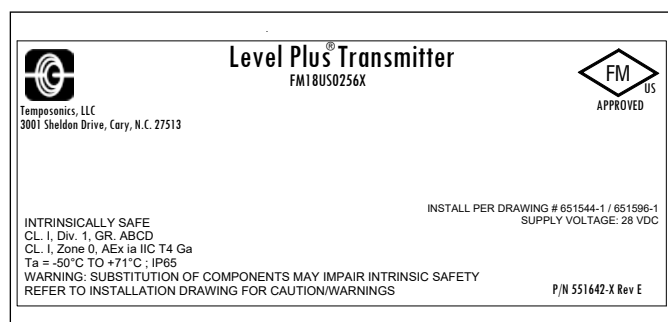 Level Plus® Transmitter
FM18US0256X
FM
US
APPROVED
Temposonics, LLC
3001 Sheldon Drive, Cary, N.C. 27513
INSTALL PER DRAWING # 651544-1 / 651596-1
SUPPLY VOLTAGE: 28 VDC
INTRINSICALLY SAFE
CL. I, Div. 1, GR. ABCD
CL. I, Zone 0, AEx ia IIC T4 Ga
Ta = -50°C TO +71°C ; IP65
WARNING: SUBSTITUTION OF COMPONENTS MAY IMPAIR INTRINSIC SAFETY
REFER TO INSTALLATION DRAWING FOR CAUTION/WARNINGS
P/N 551642-X Rev E